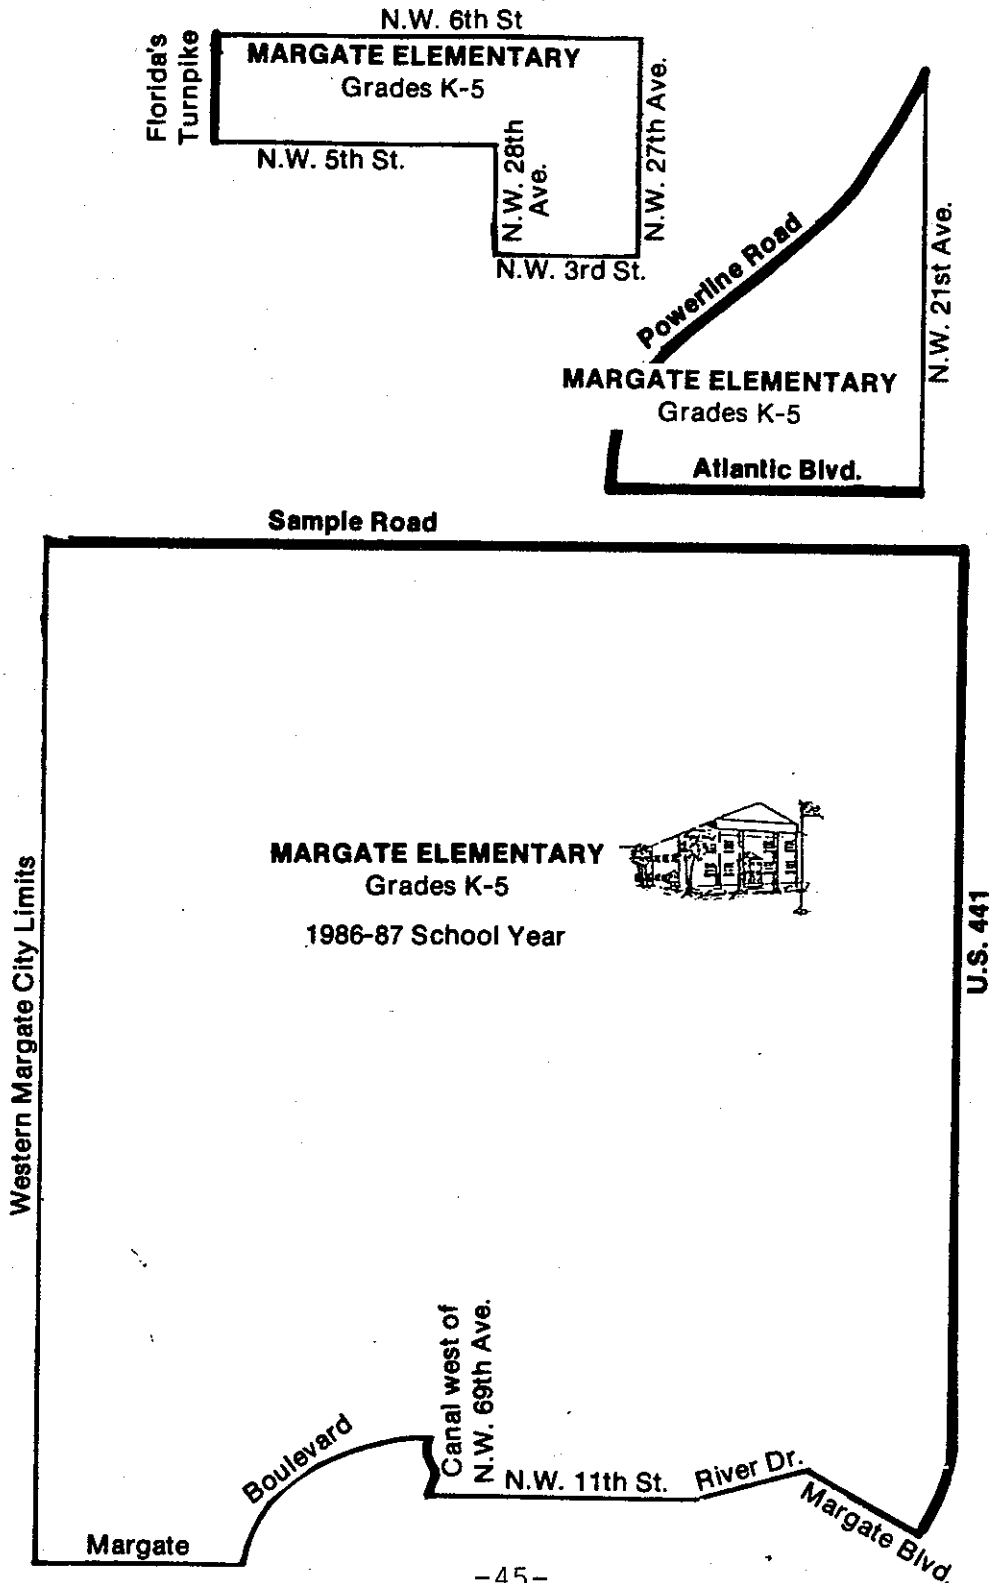 N.W. 6th St
Florida's
Turnpike
MARGATE ELEMENTARY
Grades K-5
N.W. 27th Ave.
N.W. 5th St.
N.W. 28th
Ave.
N.W. 3rd St.
Powerline Road
N.W. 21st Ave.
MARGATE ELEMENTARY
Grades K-5
Atlantic Blvd.
Sample Road
Western Margate City Limits
MARGATE ELEMENTARY
Grades K-5
1986-87 School Year
U.S. 441
Canal west of
N.W. 69th Ave.
Boulevard
N.W. 11th St.
River Dr.
Margate Blvd.
Margate
-45-